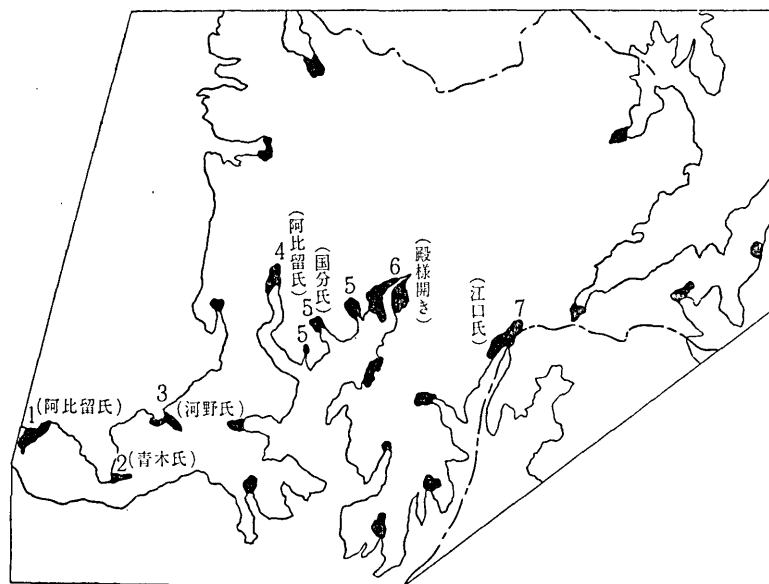 1(阿比留氏)
2(青木氏)
3
(河野氏)
4
(阿比留氏)
5
(国分氏)
5
5
6
(殿様開き)
7
(江口氏)